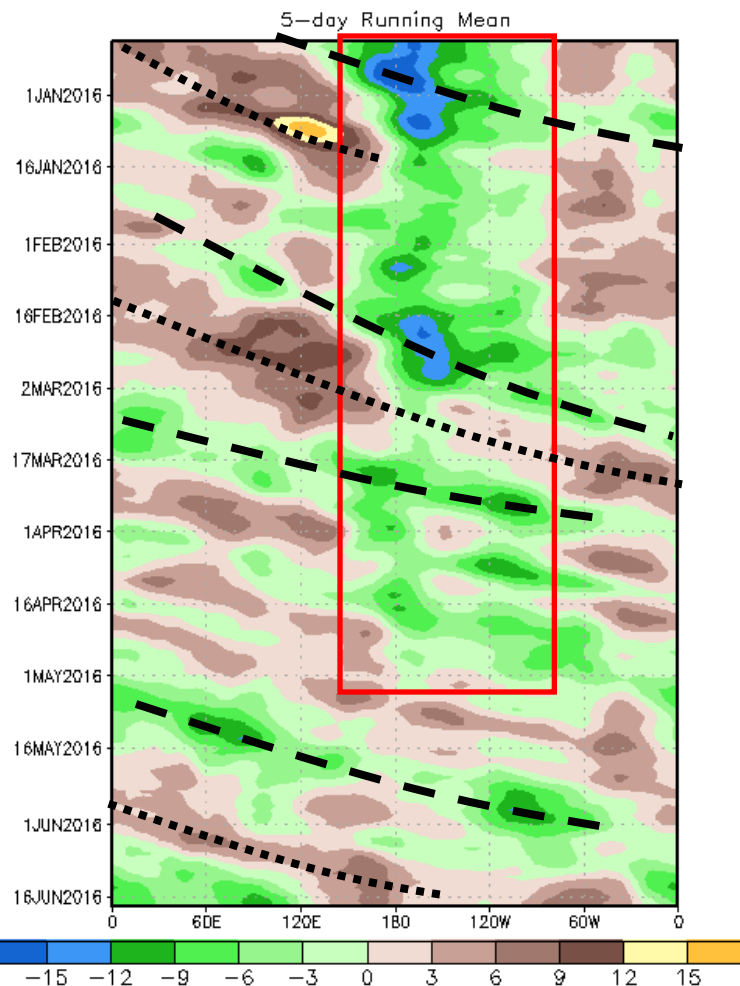 5-day Running Mean
1JAN2016
16JAN2016
1FEB2016
16FEB2016
2MAR2016
17MAR2016
1APR2016
16APR2016
1MAY2016
16MAY2016
1JUN2016
16JUN2016
0 60E 120E 180 120W 60W 0
−15 −12 −9 −6 −3 0 3 6 9 12 15